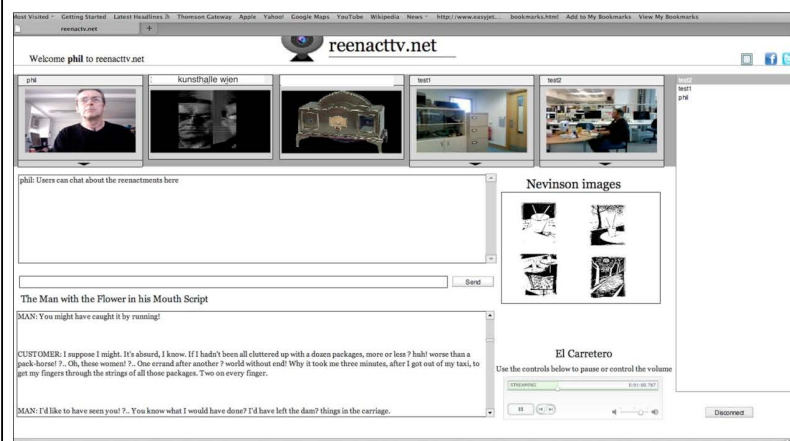 Most Visited Getting Started Latest Headlines Thomson Gateway Apple Yahoo! Google Maps YouTube Wikipedia News http://www.easyjet... bookmarks.html Add to My Bookmarks View My Bookmarks
reenacttv.net +
reenacttv.net
Welcome phil to reenacttv.net
phil
kunsthalle wien
test1
test2
test2
test1
phil
phil: Users can chat about the reenactments here
Nevinson images
Send
The Man with the Flower in his Mouth Script
MAN: You might have caught it by running!
CUSTOMER: I suppose I might. It's absurd, I know. If I hadn't been all cluttered up with a dozen packages, more or less ? huh! worse than a
pack-horse! ?.. Oh, these women! ?.. One errand after another ? world without end! Why it took me three minutes, after I got out of my taxi, to
get my fingers through the strings of all those packages. Two on every finger.
MAN: I'd like to have seen you! ?.. You know what I would have done? I'd have left the dam? things in the carriage.
El Carretero
Use the controls below to pause or control the volume
STREAMING
Disconnect